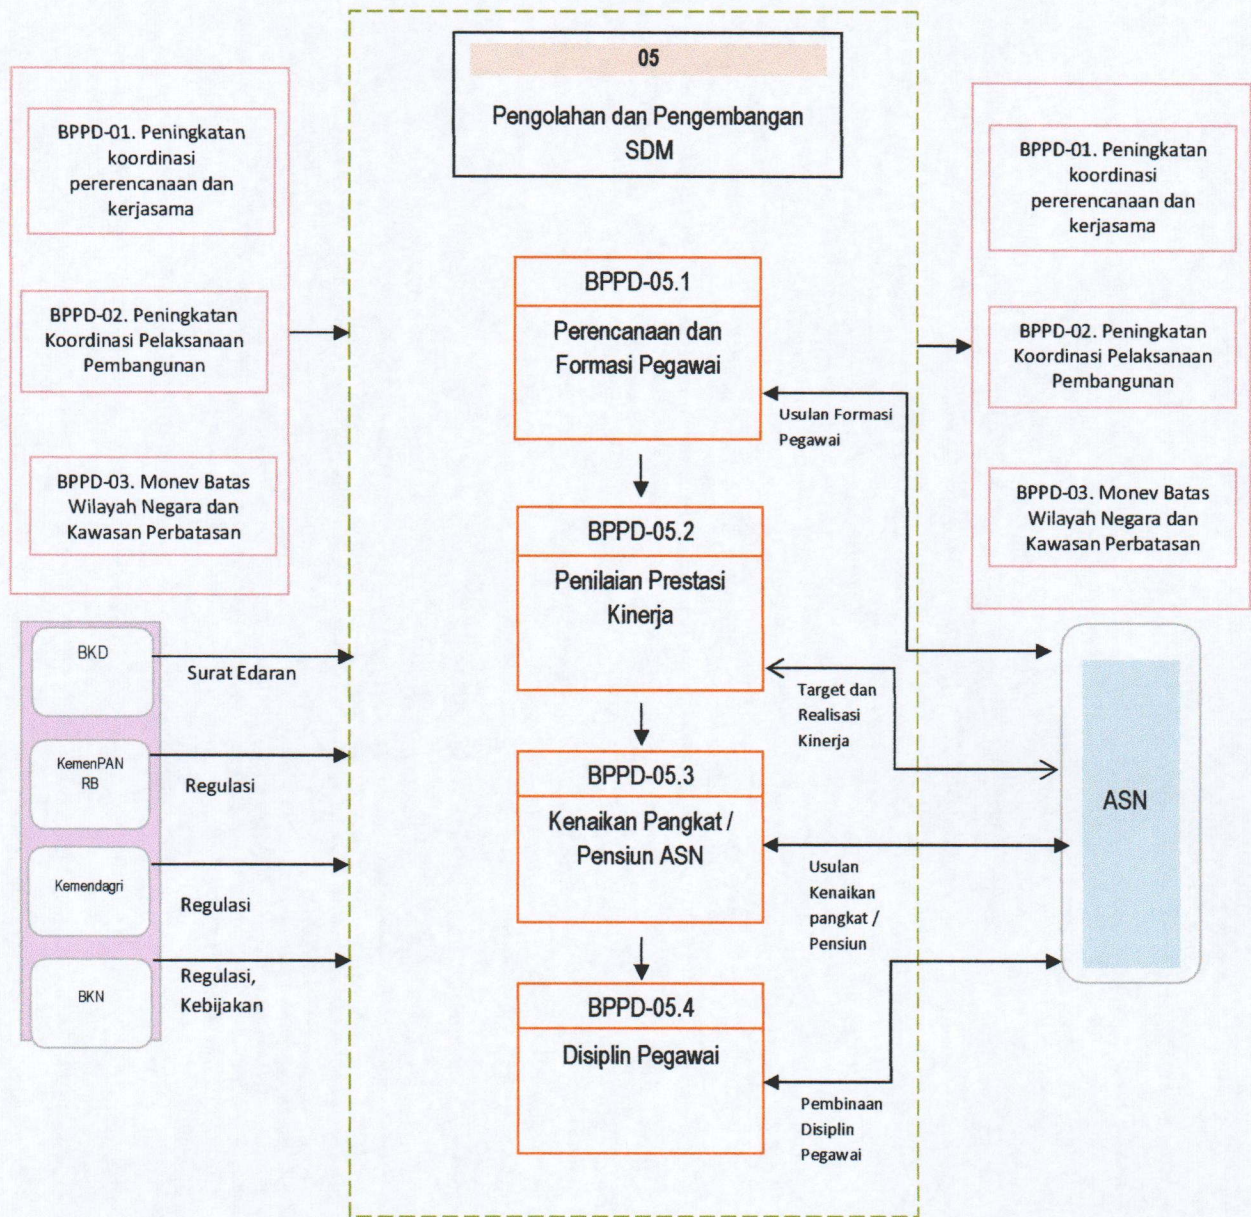 05
Pengolahan dan Pengembangan
SDM
BPPD-01. Peningkatan
koordinasi
pererencanaan dan
kerjasama
BPPD-02. Peningkatan
Koordinasi Pelaksanaan
Pembangunan
BPPD-03. Monev Batas
Wilayah Negara dan
Kawasan Perbatasan
BKD
Surat Edaran
KemenPAN
RB
Regulasi
Kemendagri
Regulasi
BKN
Regulasi,
Kebijakan
BPPD-05.1
Perencanaan dan
Formasi Pegawai
Usulan Formasi
Pegawai
BPPD-05.2
Penilaian Prestasi
Kinerja
Target dan
Realisasi
Kinerja
BPPD-05.3
Kenaikan Pangkat /
Pensiun ASN
Usulan
Kenaikan
pangkat /
Pensiun
BPPD-05.4
Disiplin Pegawai
Pembinaan
Disiplin
Pegawai
BPPD-01. Peningkatan
koordinasi
pererencanaan dan
kerjasama
BPPD-02. Peningkatan
Koordinasi Pelaksanaan
Pembangunan
BPPD-03. Monev Batas
Wilayah Negara dan
Kawasan Perbatasan
ASN